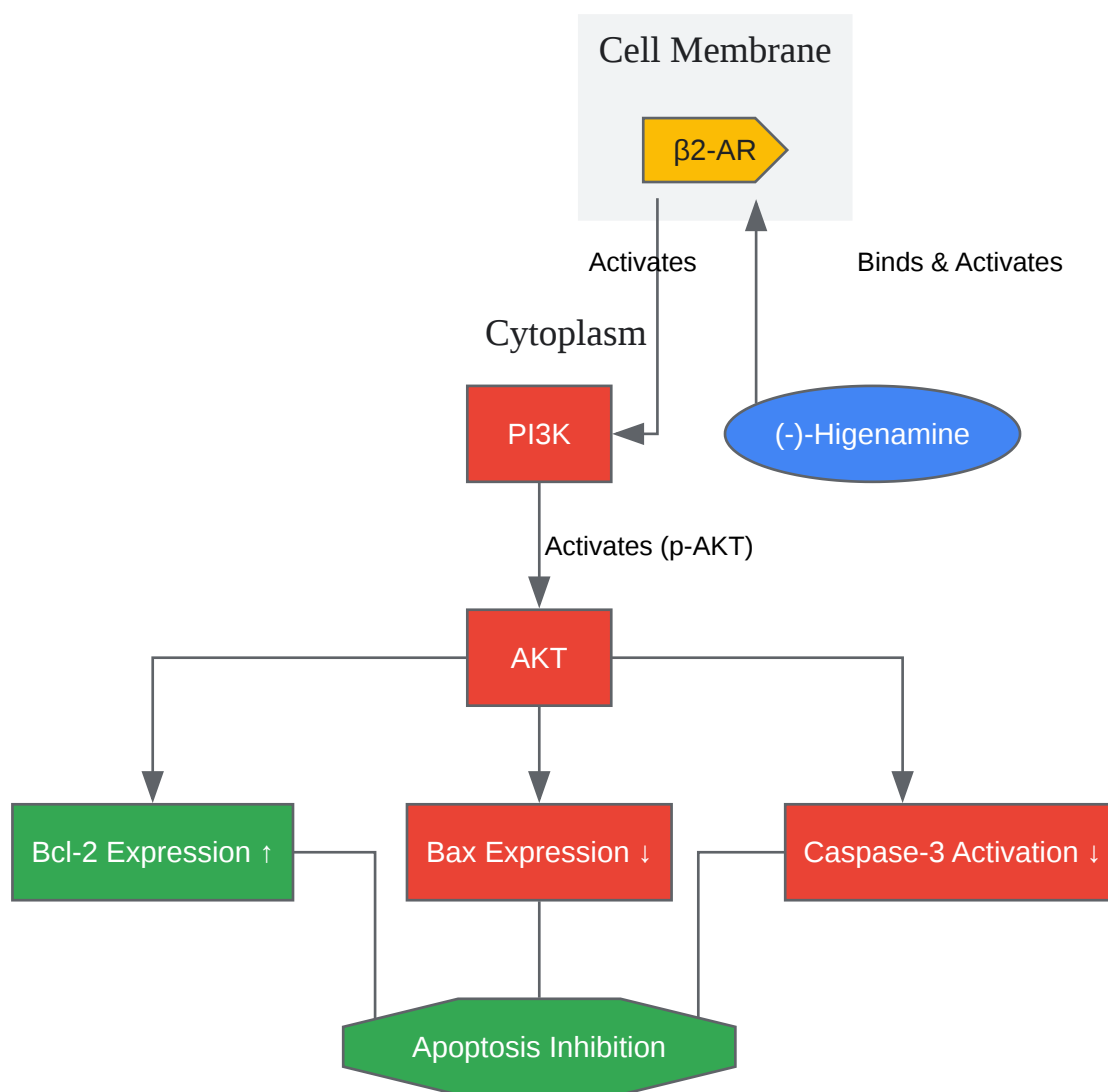 Cell Membrane
β2-AR
Activates
Binds & Activates
Cytoplasm
PI3K
(-)-Higenamine
Activates (p-AKT)
AKT
Bcl-2 Expression ↑
Bax Expression ↓
Caspase-3 Activation ↓
Apoptosis Inhibition